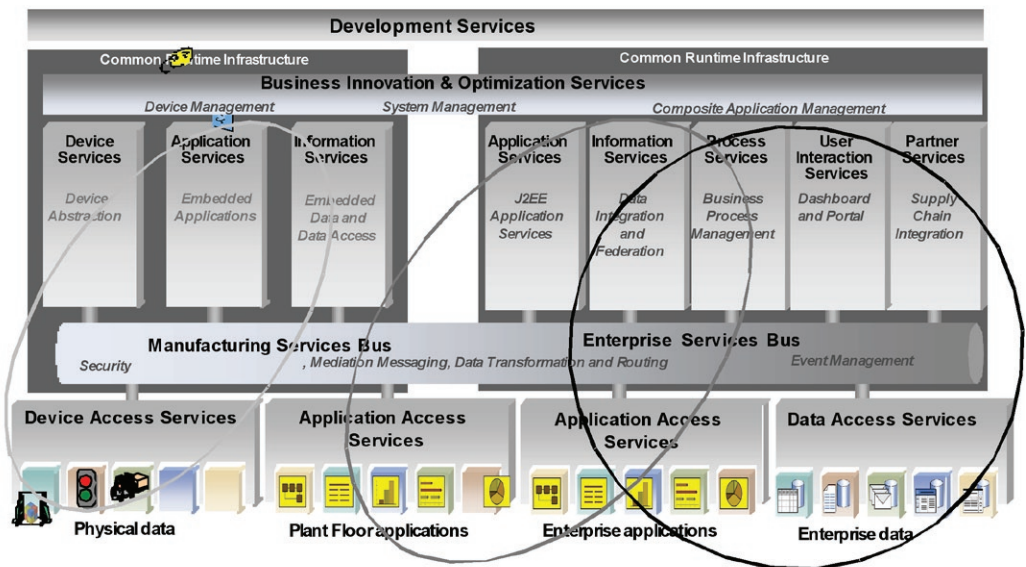 Development Services
Common Runtime Infrastructure
Common Runtime Infrastructure
Business Innovation & Optimization Services
Device Management
System Management
Composite Application Management
Device
Services
Device
Abstraction
Application
Services
Embedded
Applications
Information
Services
Embedded
Data and
Data Access
Application
Services
J2EE
Application
Services
Information
Services
Data
Integration
and
Federation
Process
Services
Business
Process
Management
User
Interaction
Services
Dashboard
and Portal
Partner
Services
Supply
Chain
Integration
Manufacturing Services Bus
Enterprise Services Bus
Security
, Mediation Messaging, Data Transformation and Routing
Event Management
Device Access Services
Application Access
Services
Application Access
Services
Data Access Services
Physical data
Plant Floor applications
Enterprise applications
Enterprise data